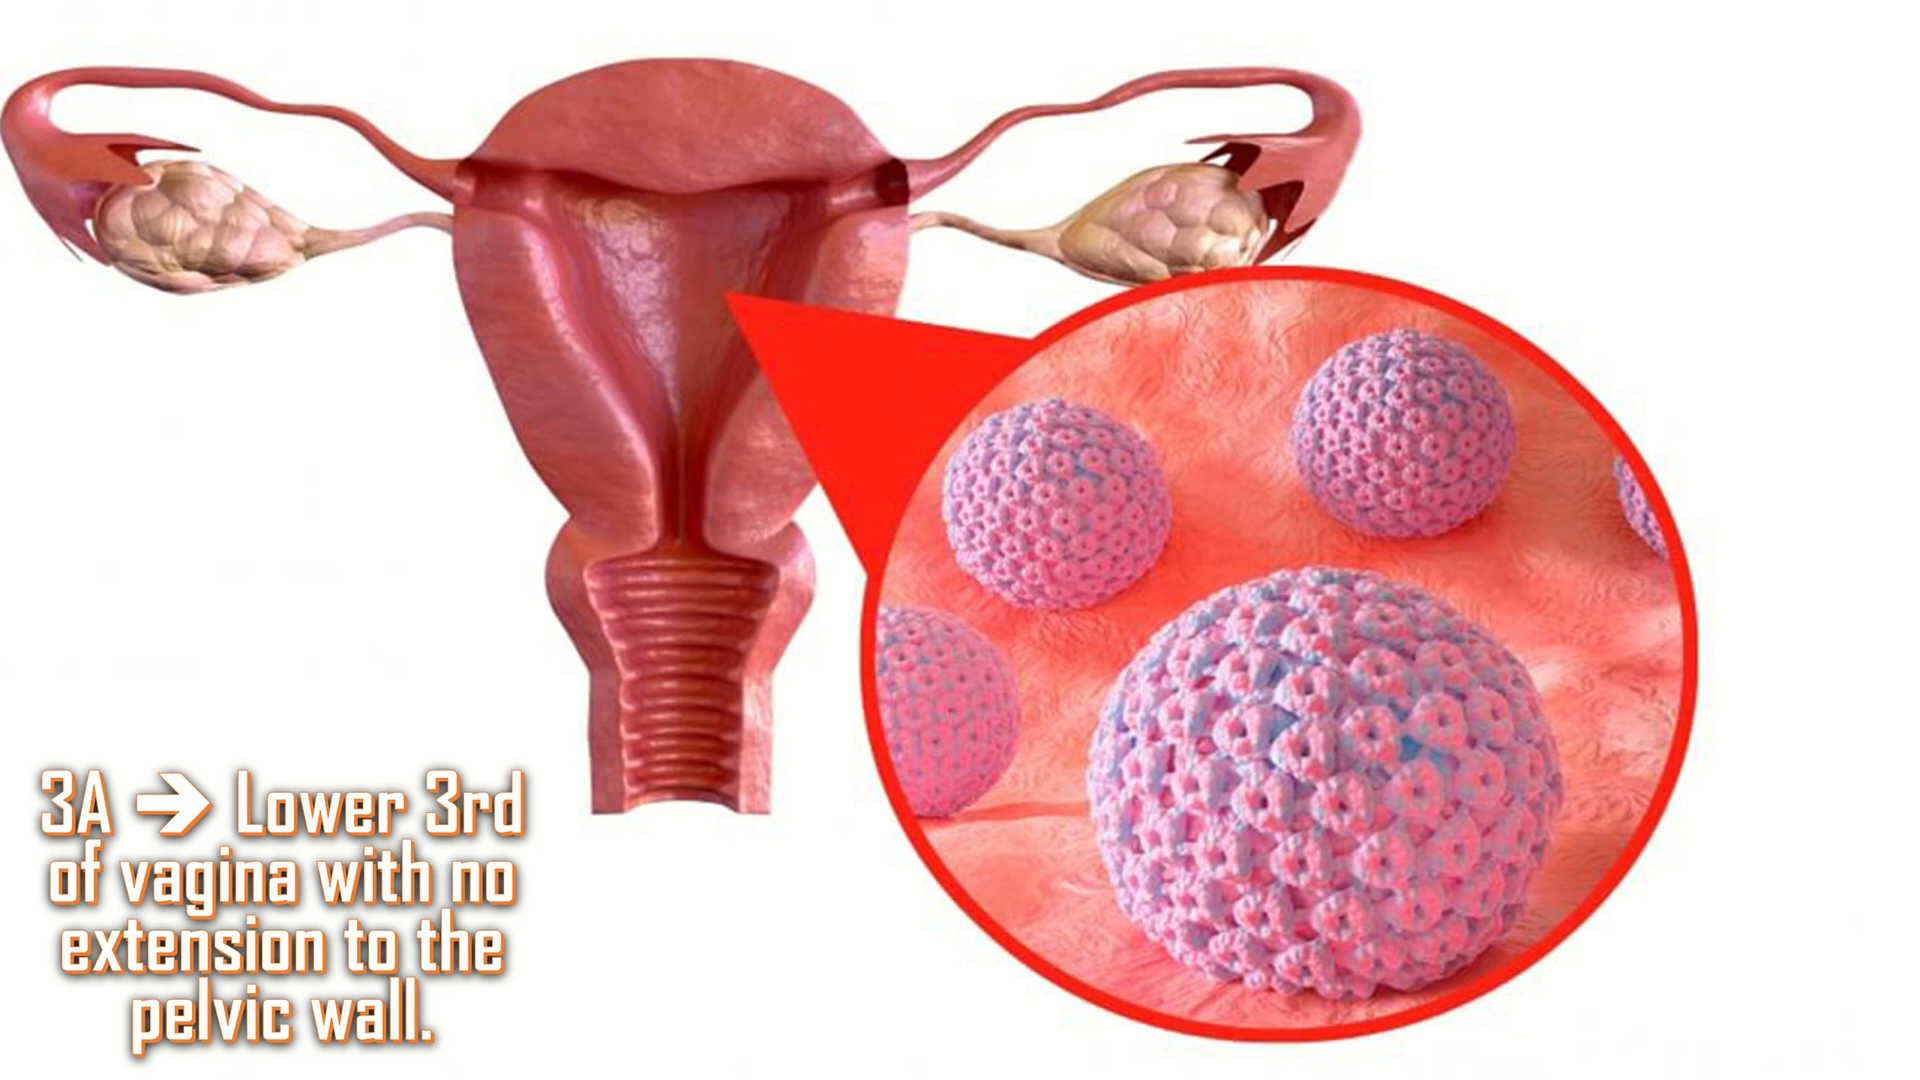 3A → Lower 3rd
of vagina with no
extension to the
pelvic wall.